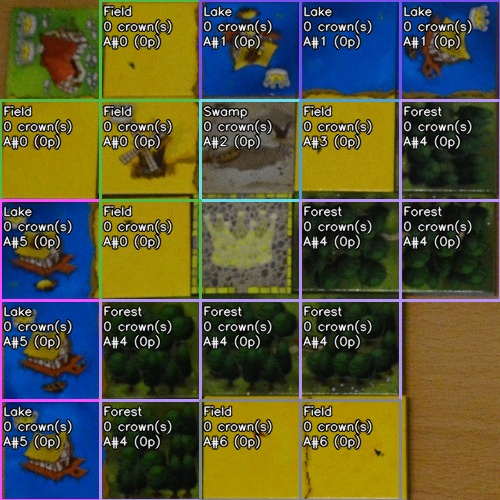 Field
0 crown(s)
A#0 (0p)
Lake
0 crown(s)
A#1 (0p)
Lake
0 crown(s)
A#1 (0p)
Lake
0 crown(s)
A#1 (0p)
Field
0 crown(s)
A#0 (0p)
Field
0 crown(s)
A#0 (0p)
Swamp
0 crown(s)
A#2 (0p)
Field
0 crown(s)
A#3 (0p)
Forest
0 crown(s)
A#4 (0p)
Lake
0 crown(s)
A#5 (0p)
Field
0 crown(s)
A#0 (0p)
Forest
0 crown(s)
A#4 (0p)
Forest
0 crown(s)
A#4 (0p)
Lake
0 crown(s)
A#5 (0p)
Forest
0 crown(s)
A#4 (0p)
Forest
0 crown(s)
A#4 (0p)
Forest
0 crown(s)
A#4 (0p)
Lake
0 crown(s)
A#5 (0p)
Forest
0 crown(s)
A#4 (0p)
Field
0 crown(s)
A#6 (0p)
Field
0 crown(s)
A#6 (0p)